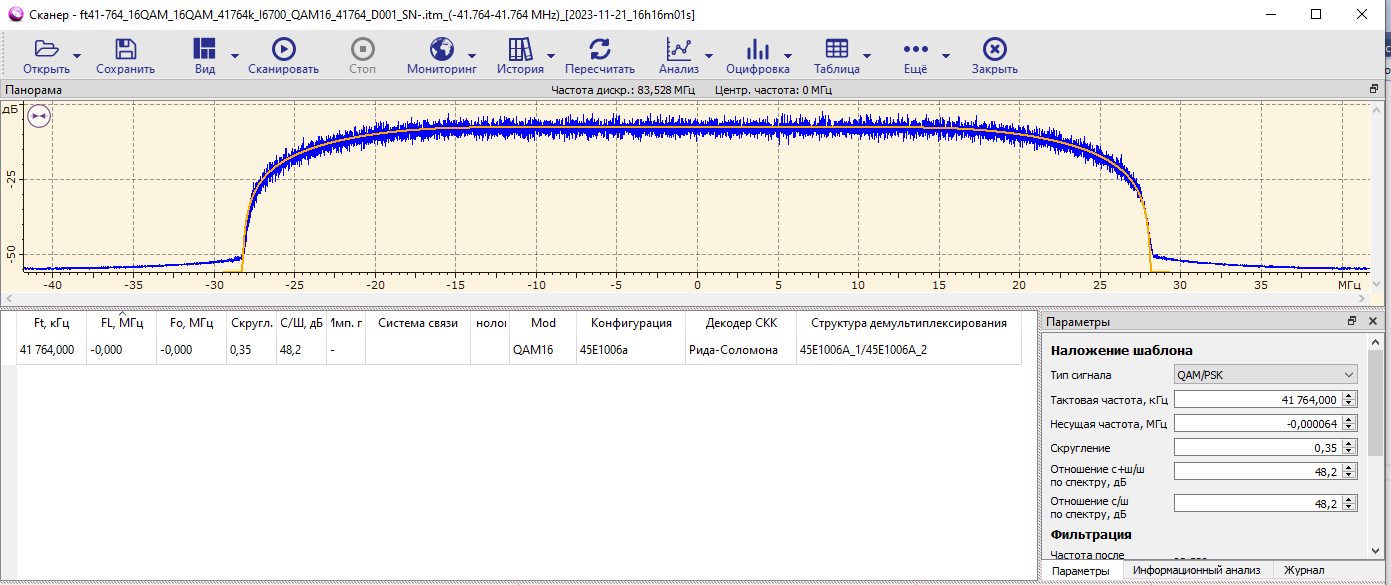 Сканер - ft41-764_16QAM_16QAM_41764k_I6700_QAM16_41764_D001_SN-.itm_(-41.764-41.764 MHz)_[2023-11-21_16h16m01s]
Открыть Сохранить Вид Сканировать Стоп Мониторинг История Пересчитать Анализ Оцифровка Таблица Ещё Закрыть
Панорама Частота дискр.: 83,528 МГц Центр. частота: 0 МГц
дБ
-25
-50
-40 -35 -30 -25 -20 -15 -10 -5 0 5 10 15 20 25 30 35 МГц
Ft, кГц FL, МГц Fo, МГц Скругл. С/Ш, дБ Имп. г Система связи нолог Mod Конфигурация Декодер СКК Структура демультиплексирования
41 764,000 -0,000 -0,000 0,35 48,2 - QAM16 45E1006a Рида-Соломона 45E1006A_1/45E1006A_2
Параметры
Наложение шаблона
Тип сигнала QAM/PSK
Тактовая частота, кГц 41 764,000
Несущая частота, МГц -0,000064
Скругление 0,35
Отношение с+ш/ш
по спектру, дБ 48,2
Отношение с/ш
по спектру, дБ 48,2
Фильтрация
Частота после
Параметры Информационный анализ Журнал